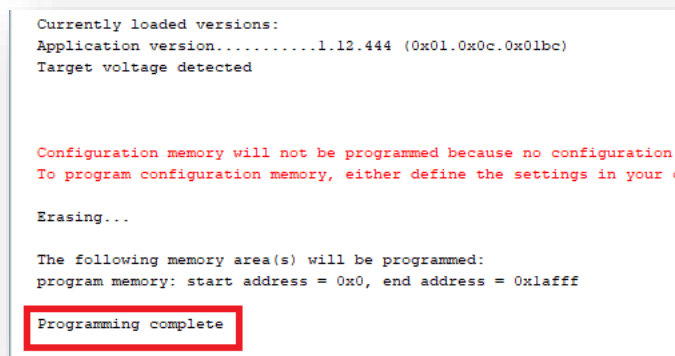 Currently loaded versions:
Application version...........1.12.444 (0x01.0x0c.0x01bc)
Target voltage detected
Configuration memory will not be programmed because no configuration
To program configuration memory, either define the settings in your
Erasing...
The following memory area(s) will be programmed:
program memory: start address = 0x0, end address = 0x1afff
Programming complete